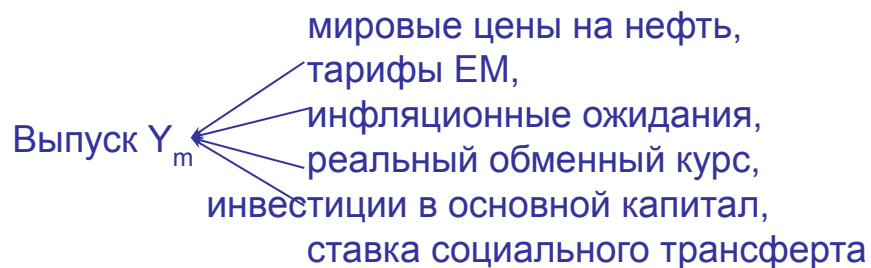 мировые цены на нефть,
тарифы ЕМ,
инфляционные ожидания,
Выпуск Ym
реальный обменный курс,
инвестиции в основной капитал,
ставка социального трансферта